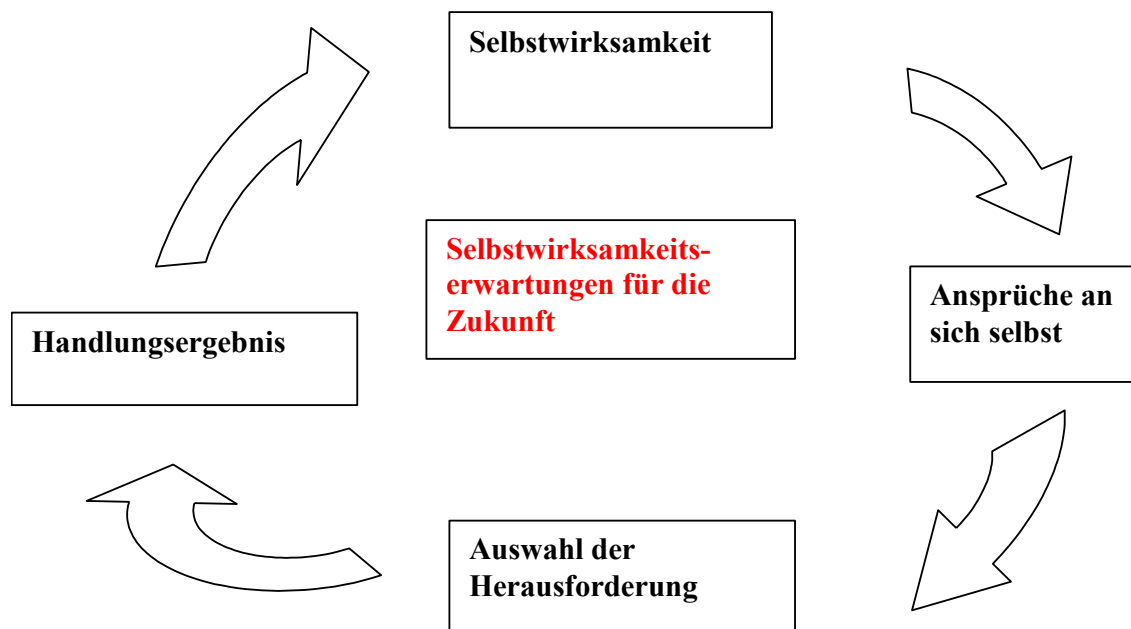 Selbstwirksamkeit
Selbstwirksamkeits-
erwartungen für die
Zukunft
Ansprüche an
sich selbst
Handlungsergebnis
Auswahl der
Herausforderung